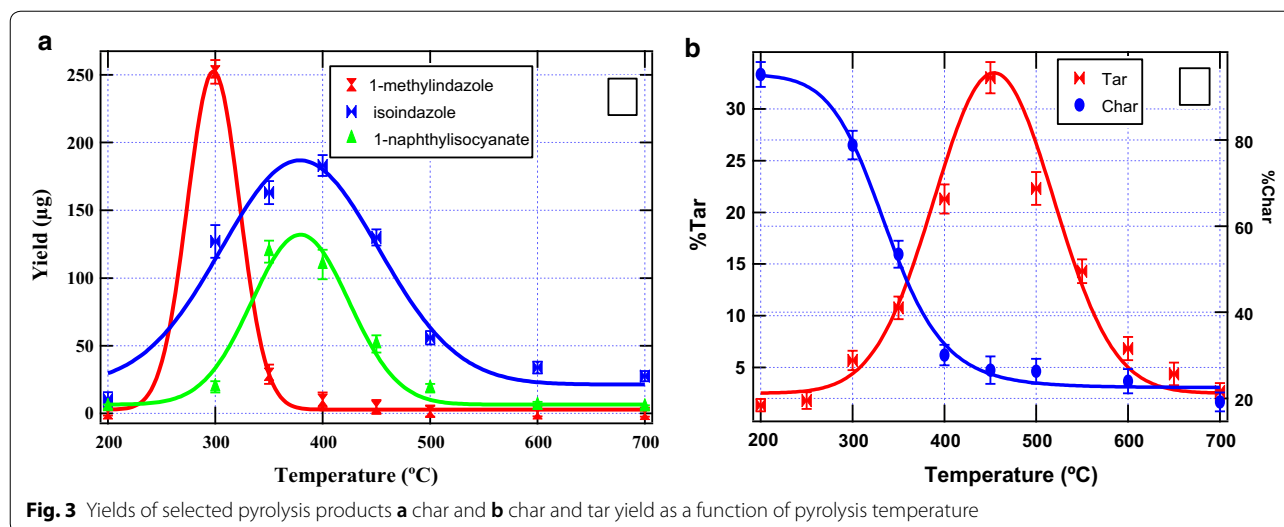 a
1-methylindazole
isoindazole
1-naphthylisocyanate
Yield (µg)
250
200
150
100
50
0
200 300 400 500 600 700
Temperature (ºC)
b
Tar
Char
%Tar
30
25
20
15
10
5
%Char
80
60
40
20
200 300 400 500 600 700
Temperature (ºC)
Fig. 3 Yields of selected pyrolysis products a char and b char and tar yield as a function of pyrolysis temperature